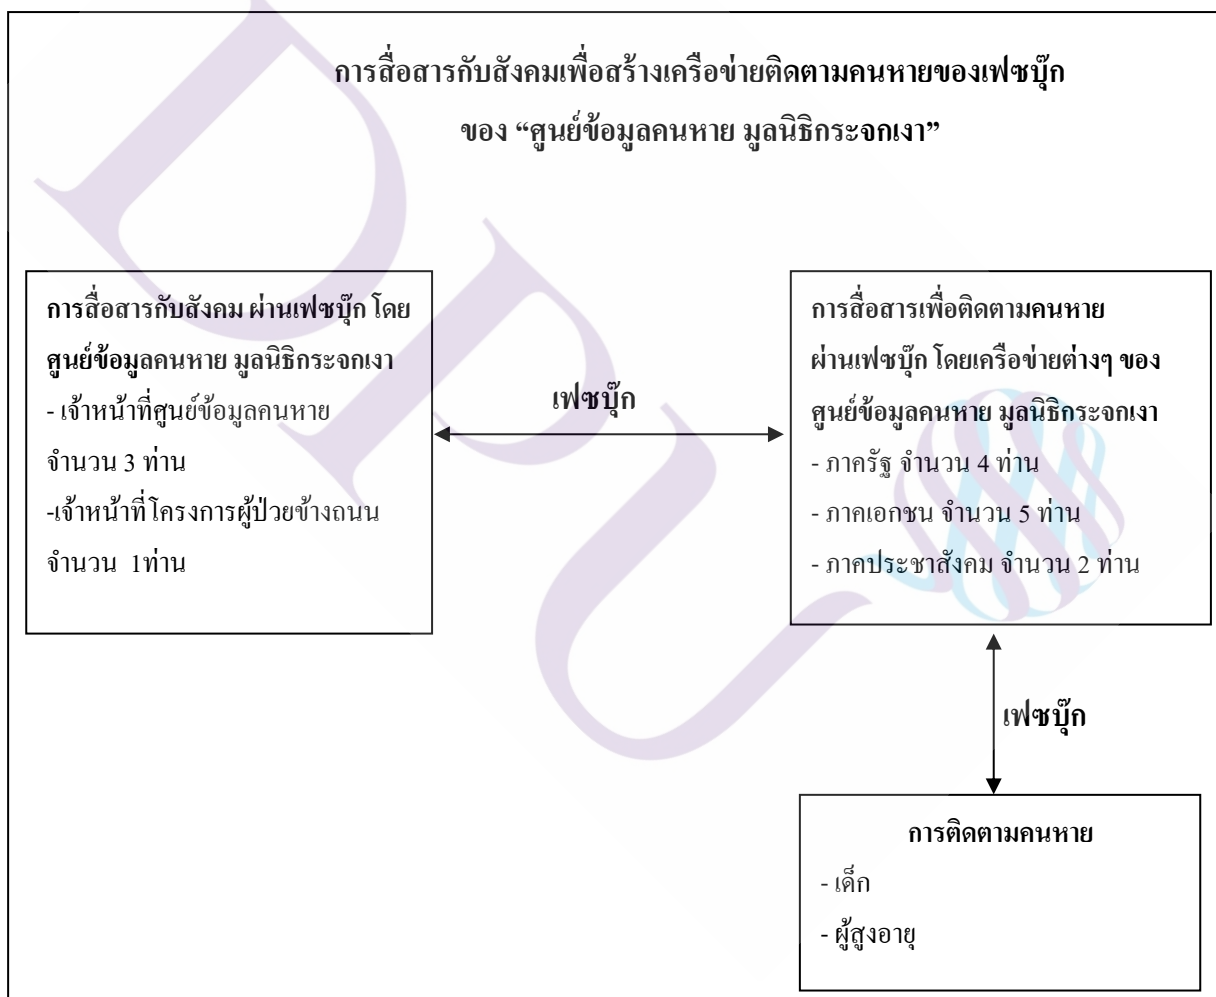 การสื่อสารกับสังคมเพื่อสร้างเครือข่ายติดตามคนหายของเฟซบุ๊ก
ของ “ศูนย์ข้อมูลคนหาย มูลนิธิกระจกเงา”
การสื่อสารกับสังคม ผ่านเฟซบุ๊ก โดย
ศูนย์ข้อมูลคนหาย มูลนิธิกระจกเงา
- เจ้าหน้าที่ศูนย์ข้อมูลคนหาย
จำนวน 3 ท่าน
-เจ้าหน้าที่โครงการผู้ป่วยข้างถนน
จำนวน 1ท่าน
เฟซบุ๊ก
การสื่อสารเพื่อติดตามคนหาย
ผ่านเฟซบุ๊ก โดยเครือข่ายต่างๆ ของ
ศูนย์ข้อมูลคนหาย มูลนิธิกระจกเงา
- ภาครัฐ จำนวน 4 ท่าน
- ภาคเอกชน จำนวน 5 ท่าน
- ภาคประชาสังคม จำนวน 2 ท่าน
เฟซบุ๊ก
การติดตามคนหาย
- เด็ก
- ผู้สูงอายุ
DPU